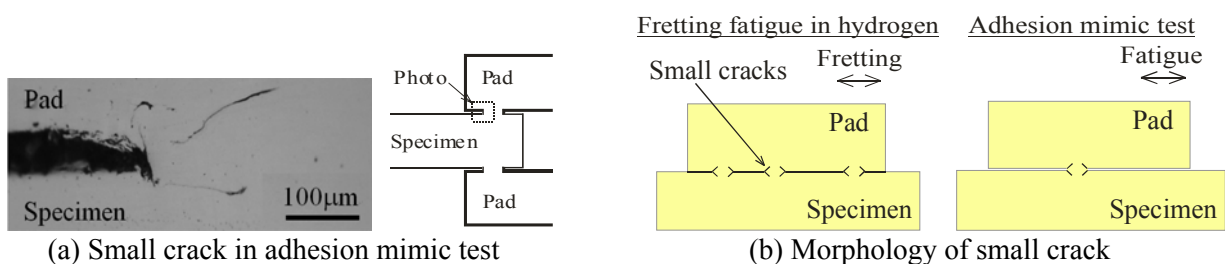 Pad
Specimen
100μm
Photo
Pad
Specimen
Pad
(a) Small crack in adhesion mimic test
Fretting fatigue in hydrogen
Small cracks
Fretting
Pad
Specimen
Adhesion mimic test
Fatigue
Pad
Specimen
(b) Morphology of small crack